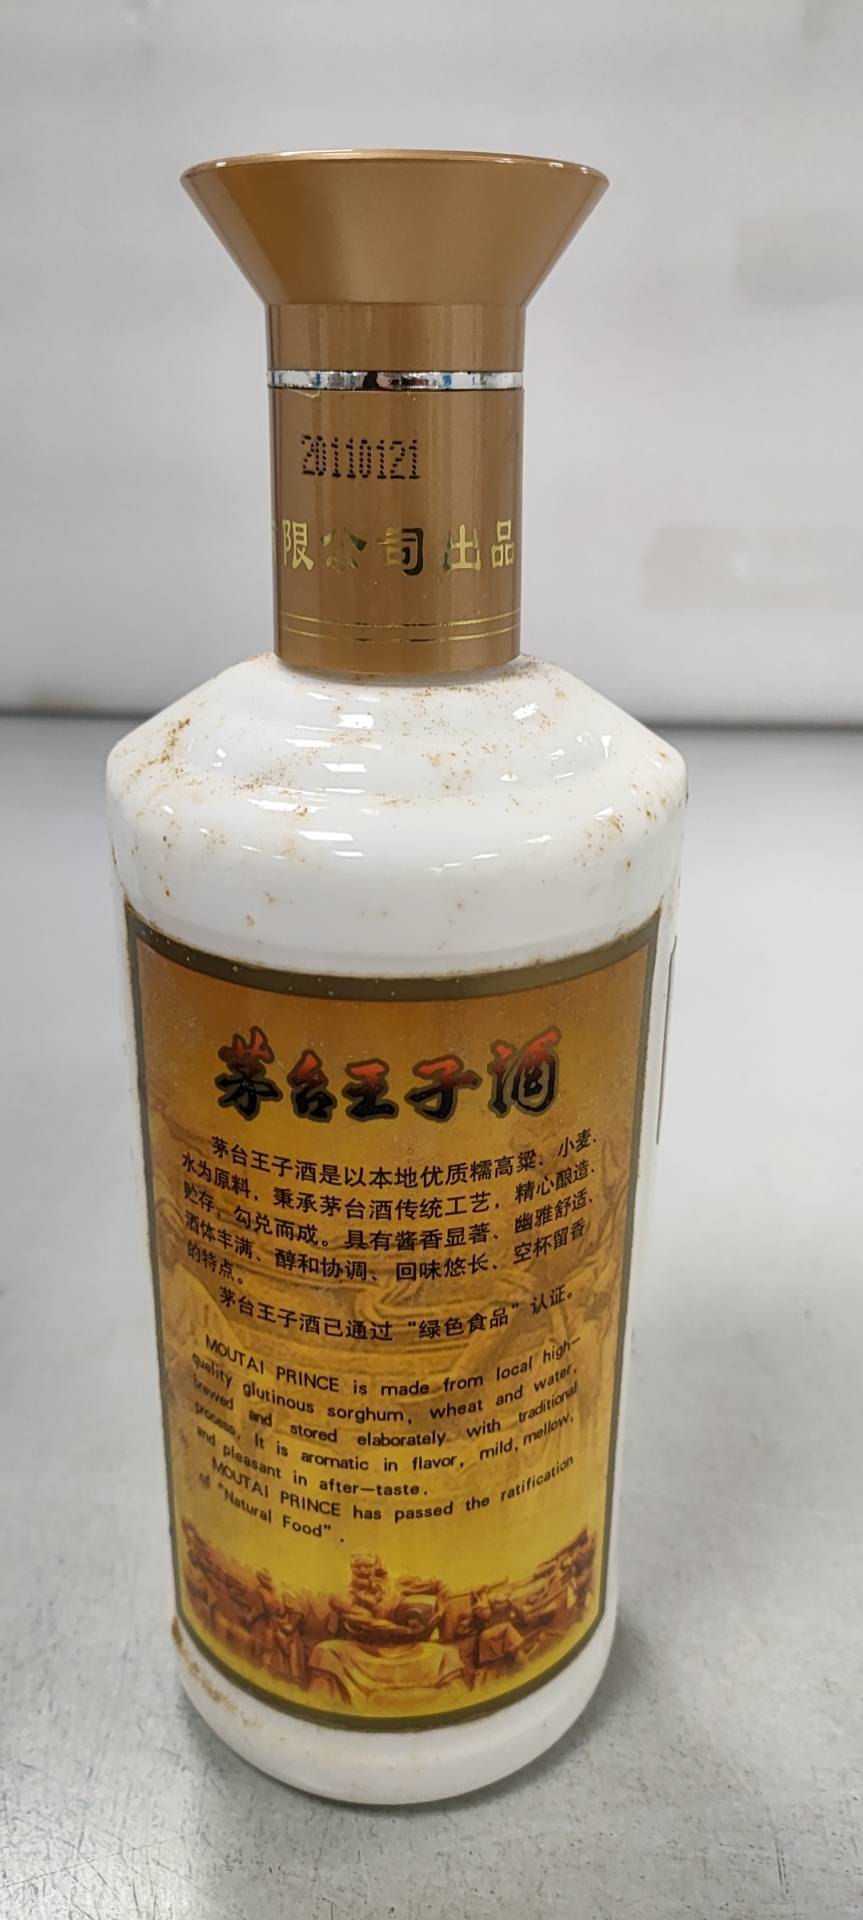 20110121
限公司出品
茅台王子酒
茅台王子酒是以本地优质糯高粱、小麦、
水为原料，秉承茅台酒传统工艺，精心酿造、
贮存、勾兑而成。具有酱香显著、幽雅舒适、
酒体丰满、醇和协调、回味悠长、空杯留香
的特点。
茅台王子酒已通过“绿色食品”认证。
MOUTAI PRINCE is made from local high—
quality glutinous sorghum, wheat and water,
brewed and stored elaborately with traditional
process. It is aromatic in flavor, mild, mellow,
and pleasant in after—taste.
MOUTAI PRINCE has passed the ratification
of "Natural Food".